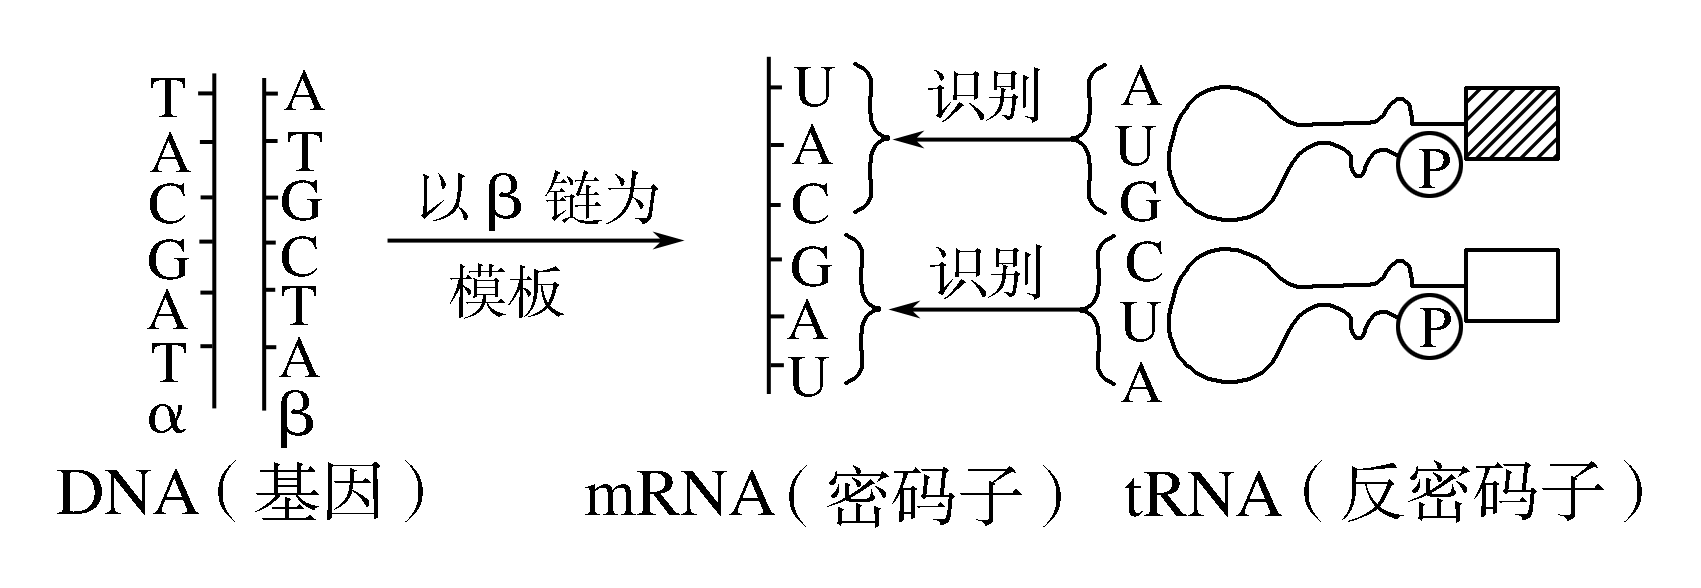 T A U 识别 A
A T A U P
C G 以 β 链为 C G
G C 模板 G 识别 C
A T A U P
T A U A
α β
DNA(基因) mRNA(密码子) tRNA(反密码子)